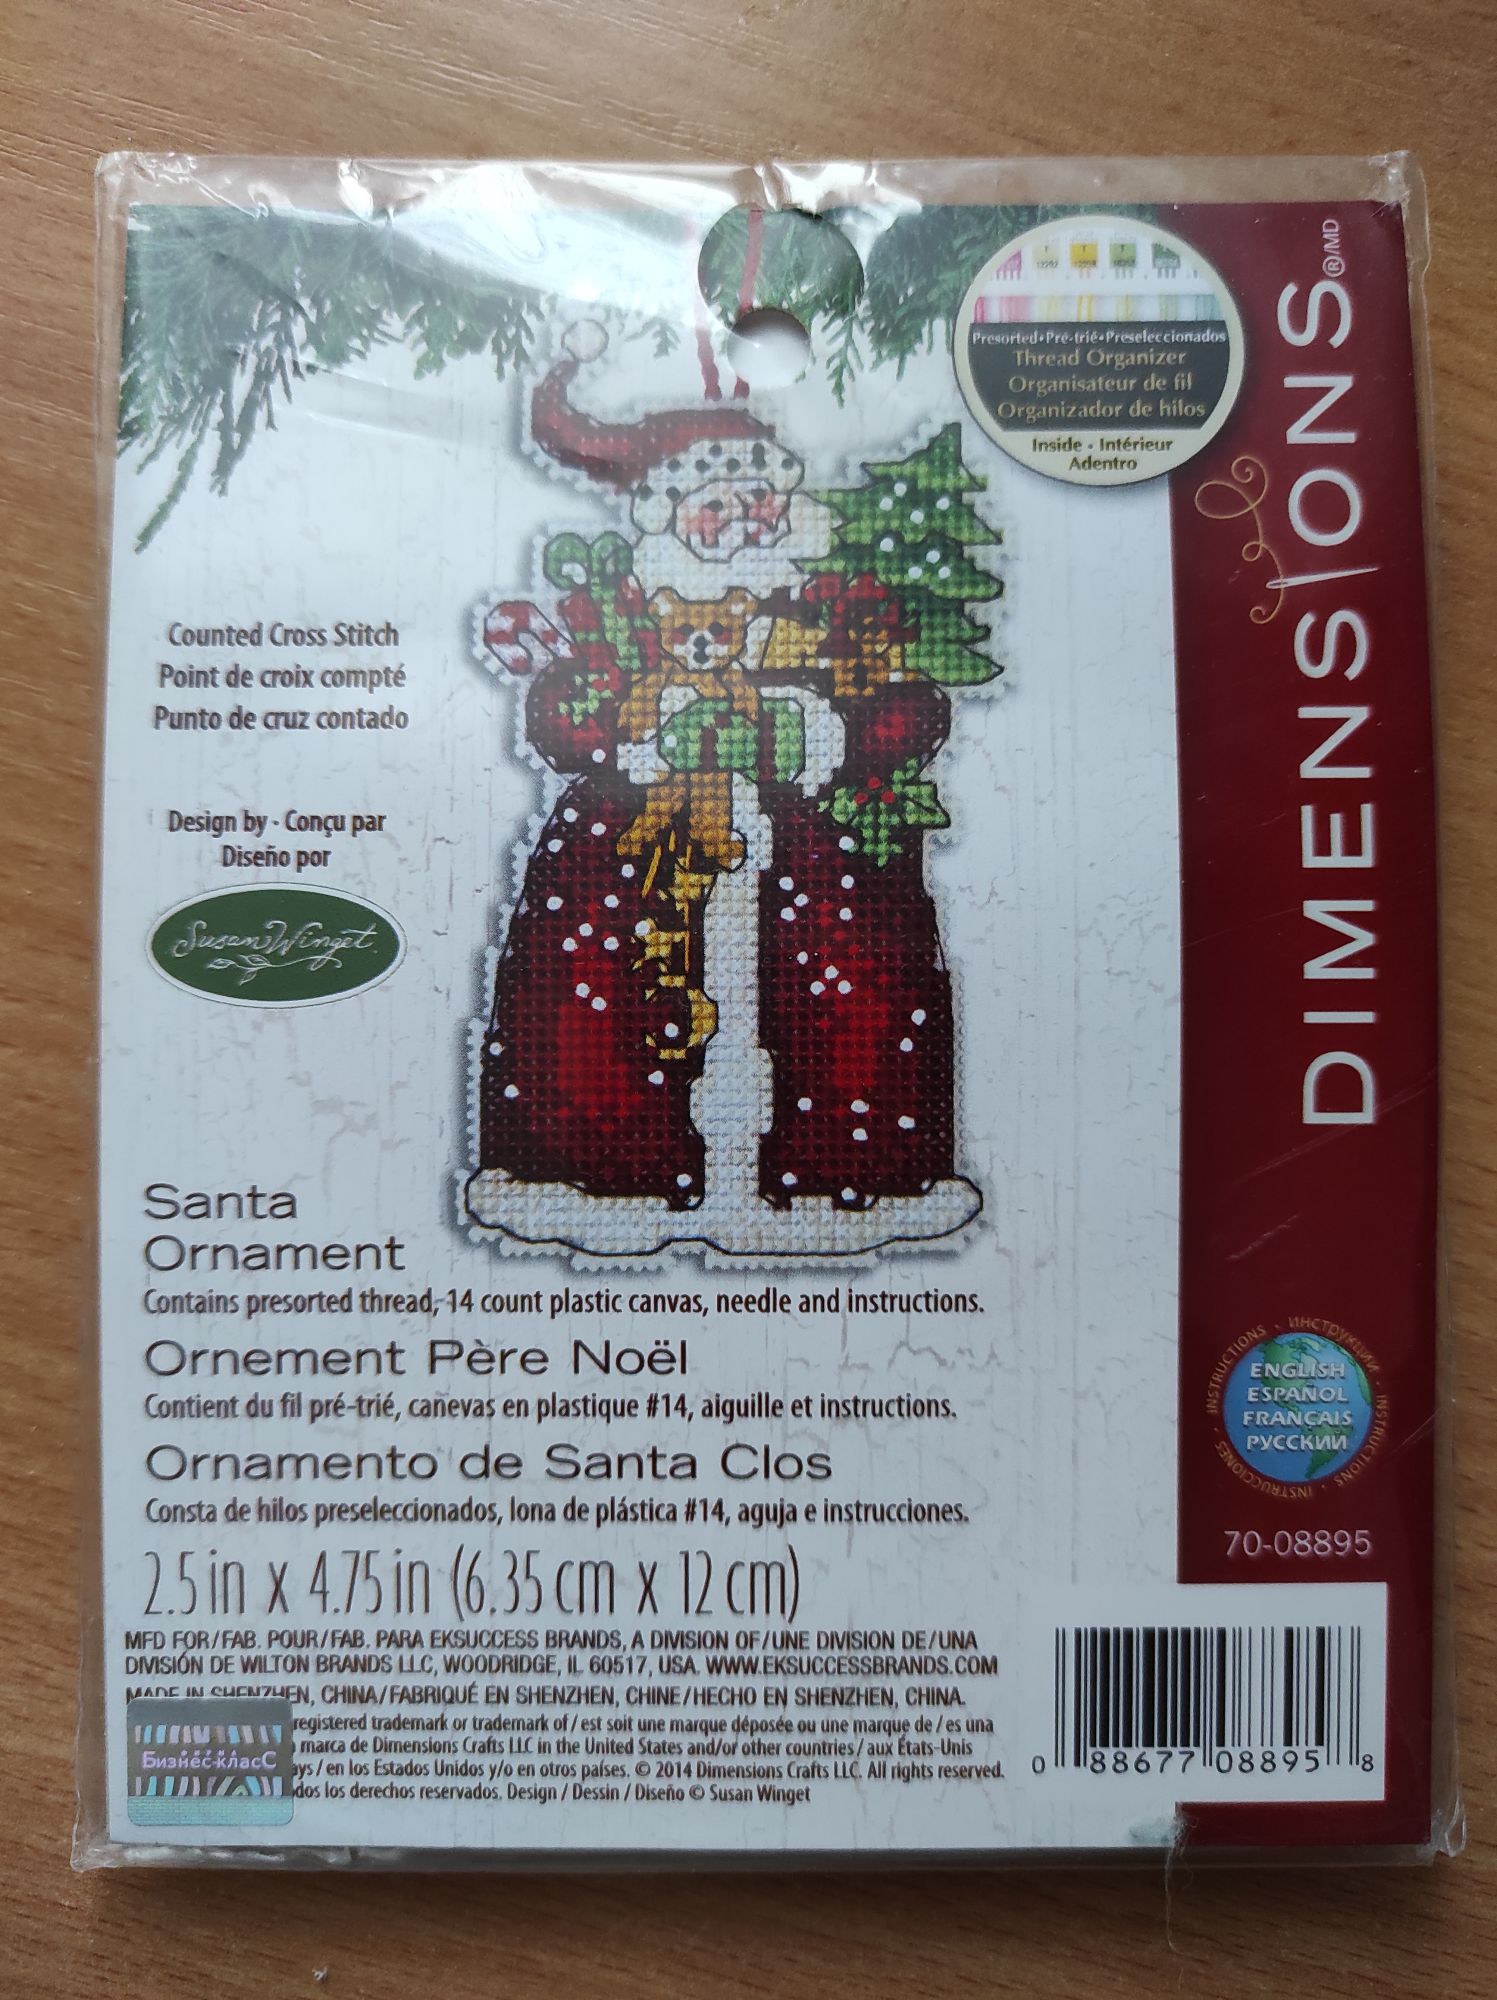 Presorted•Pré-trié•Preseleccionados
Thread Organizer
Organisateur de fil
Organizador de hilos
Inside - Intérieur
Adentro
DIMENSIONS®/MD
Counted Cross Stitch
Point de croix compté
Punto de cruz contado
Design by · Conçu par
Diseño por
Susan Winget
Santa
Ornament
Contains presorted thread, 14 count plastic canvas, needle and instructions.
Ornement Père Noël
Contient du fil pré-trié, canevas en plastique #14, aiguille et instructions.
Ornamento de Santa Clos
Consta de hilos preseleccionados, lona de plástica #14, aguja e instrucciones.
2.5 in x 4.75 in (6.35 cm x 12 cm)
MFD FOR/FAB. POUR/FAB. PARA EKSUCCESS BRANDS, A DIVISION OF/UNE DIVISION DE/UNA
DIVISIÓN DE WILTON BRANDS LLC, WOODRIDGE, IL 60517, USA. WWW.EKSUCCESSBRANDS.COM
MADE IN SHENZHEN, CHINA/FABRIQUÉ EN SHENZHEN, CHINE/HECHO EN SHENZHEN, CHINA.
registered trademark or trademark of / est soit une marque déposée ou une marque de / es una
marca de Dimensions Crafts LLC in the United States and/or other countries / aux États-Unis
/ en los Estados Unidos y/o en otros países. © 2014 Dimensions Crafts LLC. All rights reserved.
los derechos reservados. Design / Dessin / Diseño © Susan Winget
Бизнес-класС
INSTRUCTIONS · ИНСТРУКЦИИ · INSTRUCTIONS · INSTRUCCIONES ·
ENGLISH
ESPAÑOL
FRANÇAIS
РУССКИЙ
70-08895
0 88677 08895 8